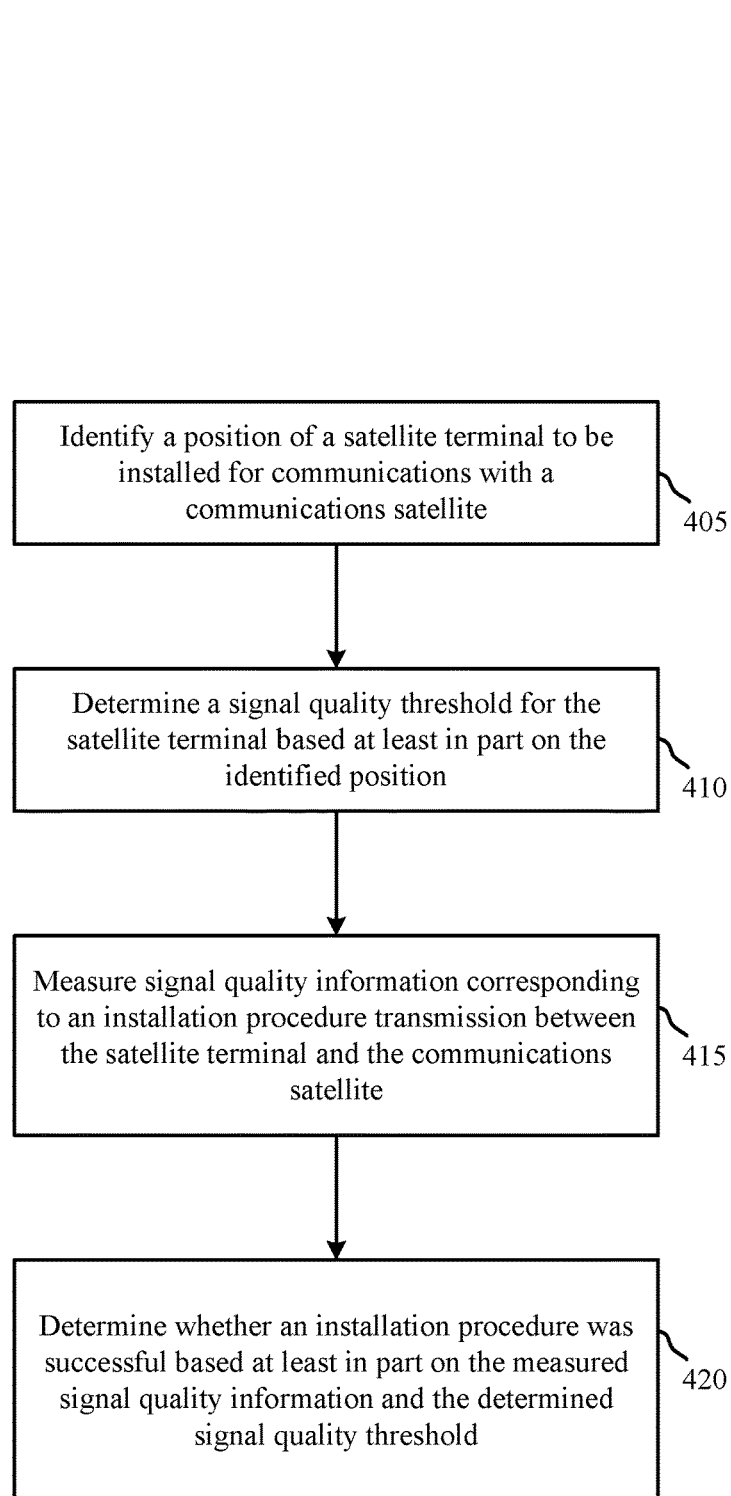 Identify a position of a satellite terminal to be
installed for communications with a
communications satellite
405
Determine a signal quality threshold for the
satellite terminal based at least in part on the
identified position
410
Measure signal quality information corresponding
to an installation procedure transmission between
the satellite terminal and the communications
satellite
415
Determine whether an installation procedure was
successful based at least in part on the measured
signal quality information and the determined
signal quality threshold
420